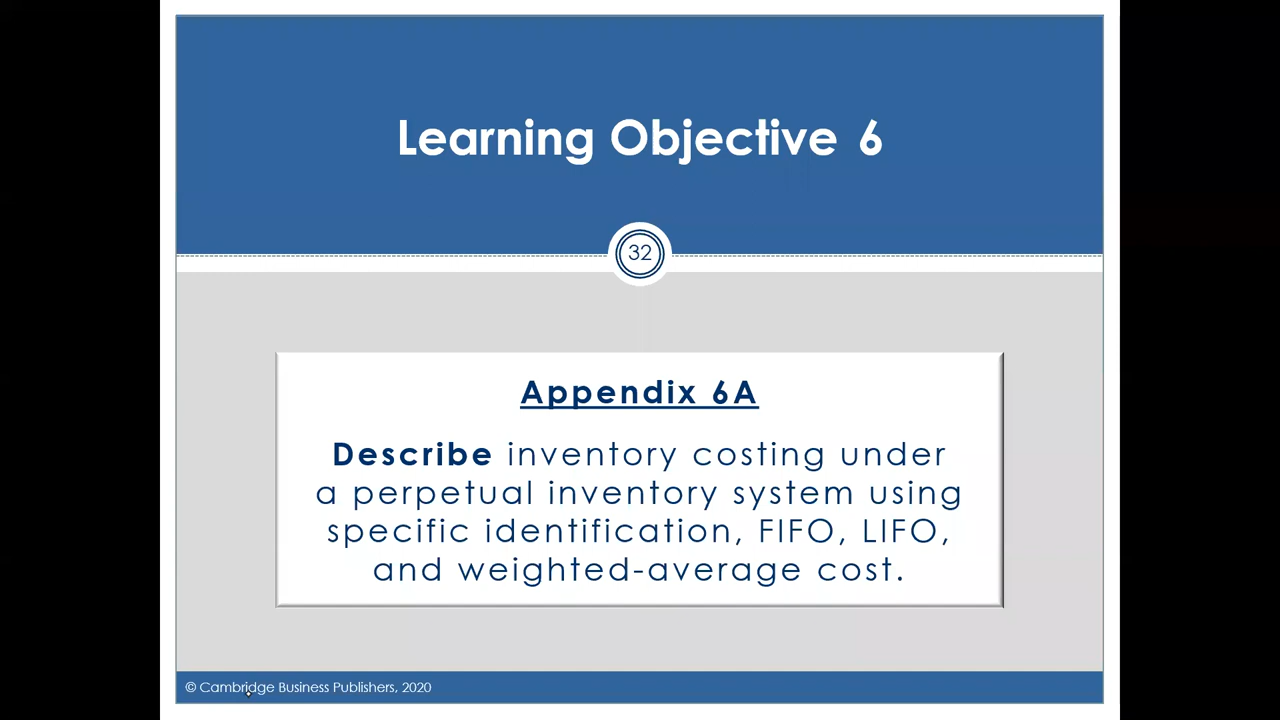 Learning Objective 6
32
Appendix 6A
Describe inventory costing under
a perpetual inventory system using
specific identification, FIFO, LIFO,
and weighted-average cost.
© Cambridge Business Publishers, 2020